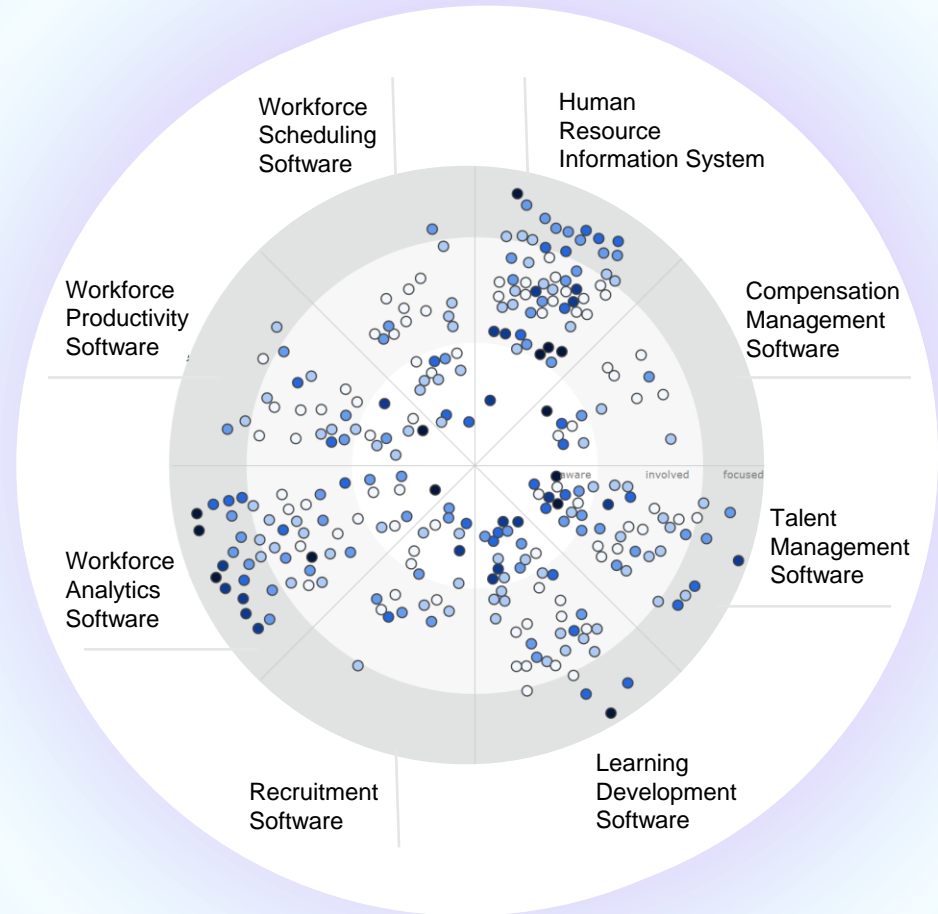 Workforce
Scheduling
Software
Human
Resource
Information System
Workforce
Productivity
Software
Compensation
Management
Software
aware
involved
focused
Talent
Management
Software
Workforce
Analytics
Software
Recruitment
Software
Learning
Development
Software